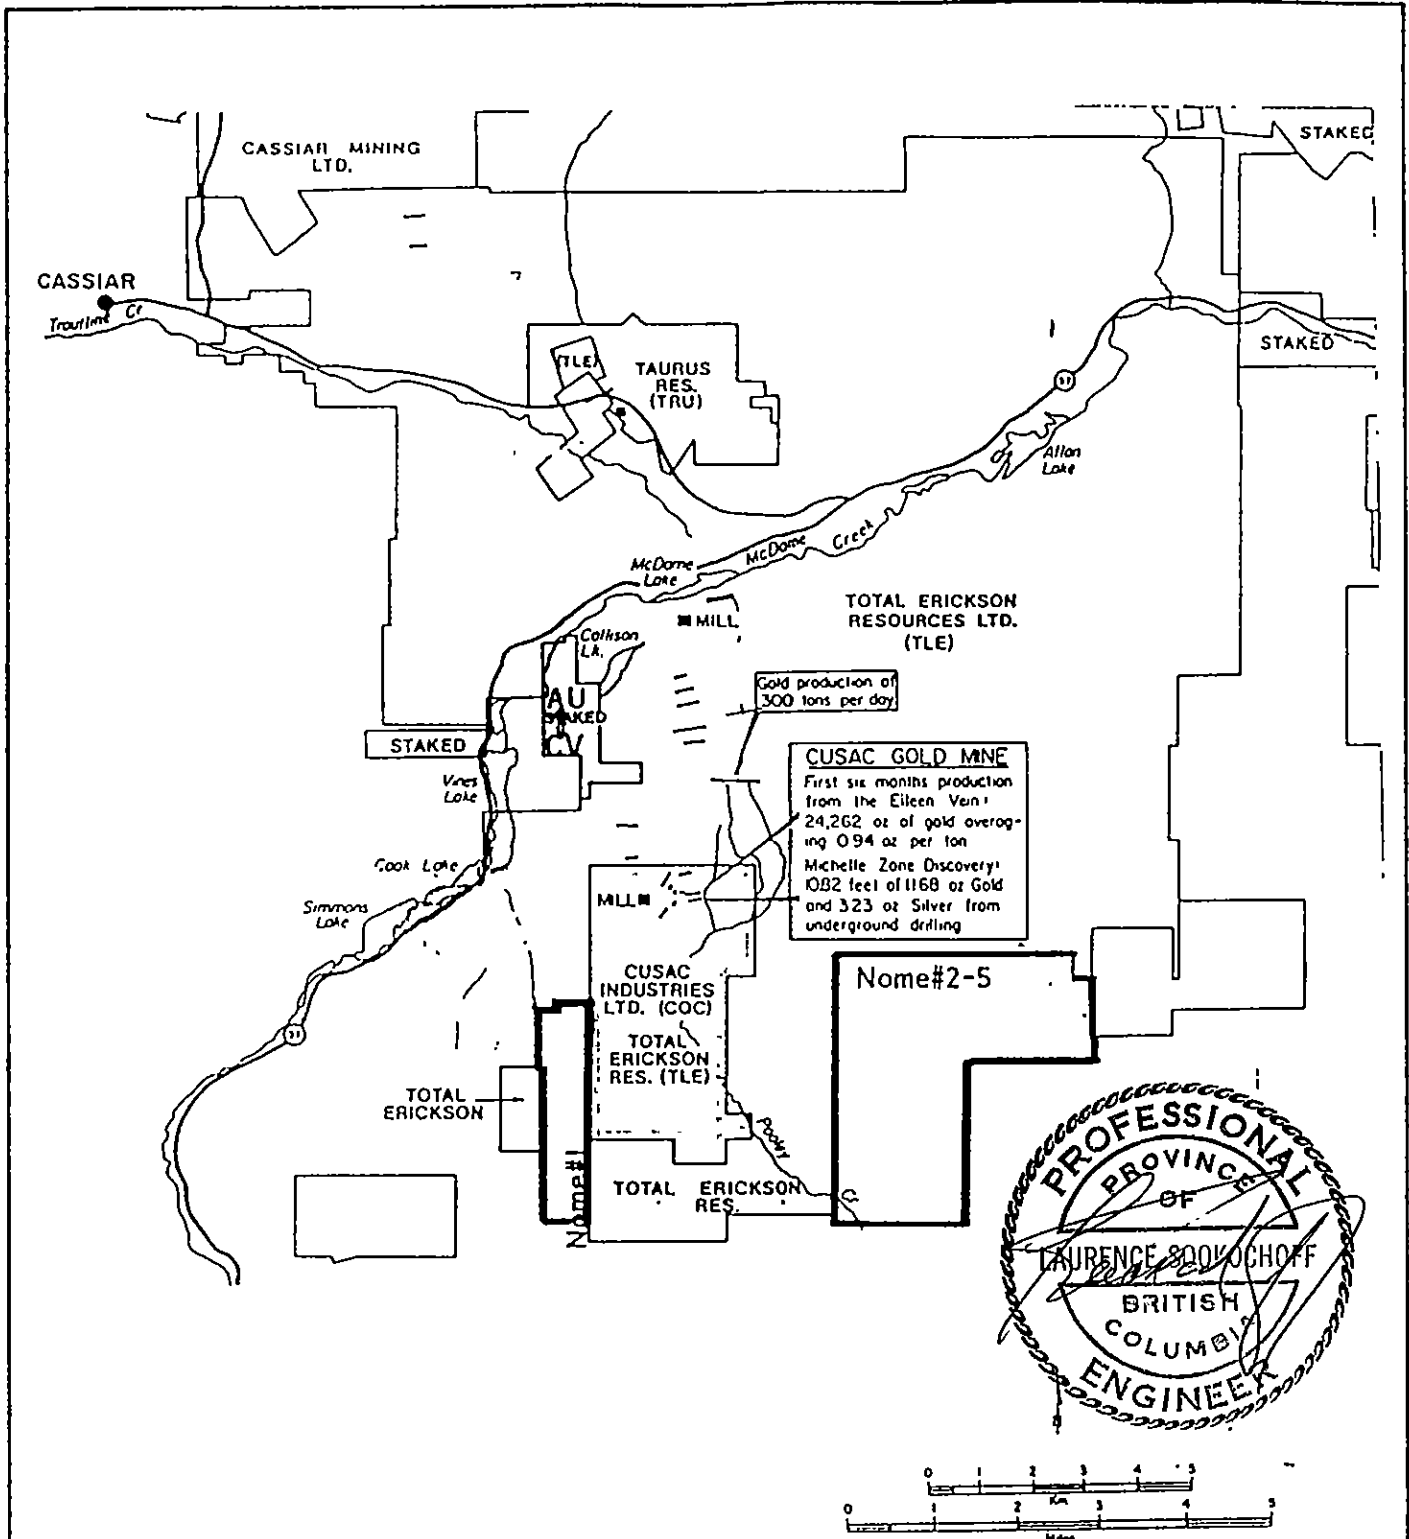 CASSIAR MINING
LTD.
STAKED
CASSIAR
Troutline Cr
STAKED
(TLE)
TAURUS
RES.
(TRU)
Allan
Lake
McDame
Lake
McDame Creek
TOTAL ERICKSON
RESOURCES LTD.
(TLE)
MILL
Callison
Lk.
Gold production of
300 tons per day
AU
STAKED
STAKED
Vines
Lake
CUSAC GOLD MINE
First six months production
from the Eileen Vein:
24,262 oz of gold averag-
ing 0.94 oz per ton
Michelle Zone Discovery:
10.82 feet of 1.168 oz Gold
and 3.23 oz Silver from
underground drilling
Cook Lake
Simmons
Lake
MILL
CUSAC
INDUSTRIES
LTD. (COC)
Nome#2-5
TOTAL
ERICKSON
RES. (TLE)
TOTAL
ERICKSON
Nome#1
Pooley
Cr
TOTAL ERICKSON
RES.
PROFESSIONAL
PROVINCE
OF
LAURENCE SOOKOCHOFF
BRITISH
COLUMBIA
ENGINEER
0 1 2 3 4 5
Km
0 1 2 3 4 5
Miles